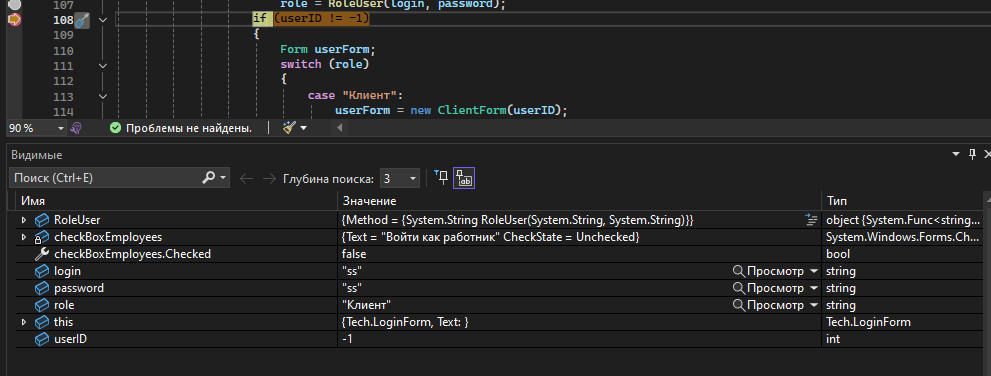 107 role = RoleUser(login, password);
108 if (userID != -1)
109 {
110 Form userForm;
111 switch (role)
112 {
113 case "Клиент":
114 userForm = new ClientForm(userID);
90 % Проблемы не найдены.
Видимые
Поиск (Ctrl+E) Глубина поиска: 3
Имя Значение Тип
RoleUser {Method = {System.String RoleUser(System.String, System.String)}} object {System.Func<string...
checkBoxEmployees {Text = "Войти как работник" CheckState = Unchecked} System.Windows.Forms.Ch...
checkBoxEmployees.Checked false bool
login "ss" Просмотр string
password "ss" Просмотр string
role "Клиент" Просмотр string
this {Tech.LoginForm, Text: } Tech.LoginForm
userID -1 int